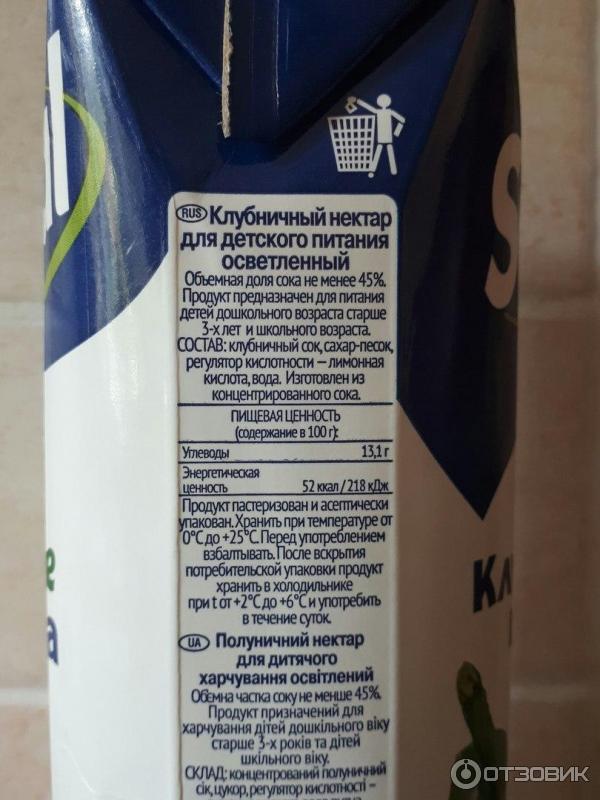 RUS Клубничный нектар
для детского питания
осветленный
Объемная доля сока не менее 45%.
Продукт предназначен для питания
детей дошкольного возраста старше
3-х лет и школьного возраста.
СОСТАВ: клубничный сок, сахар-песок,
регулятор кислотности – лимонная
кислота, вода. Изготовлен из
концентрированного сока.
ПИЩЕВАЯ ЦЕННОСТЬ
(содержание в 100 г):
Углеводы 13,1 г
Энергетическая
ценность 52 ккал / 218 кДж
Продукт пастеризован и асептически
упакован. Хранить при температуре от
0°С до +25°С. Перед употреблением
взбалтывать. После вскрытия
потребительской упаковки продукт
хранить в холодильнике
при t от +2°С до +6°С и употребить
в течение суток.
UA Полуничний нектар
для дитячого
харчування освітлений
Об'ємна частка соку не менше 45%.
Продукт призначений для
харчування дітей дошкільного віку
старше 3-х років та дітей
шкільного віку.
СКЛАД: концентрований полуничний
сік, цукор, регулятор кислотності –
ОТЗОВИК